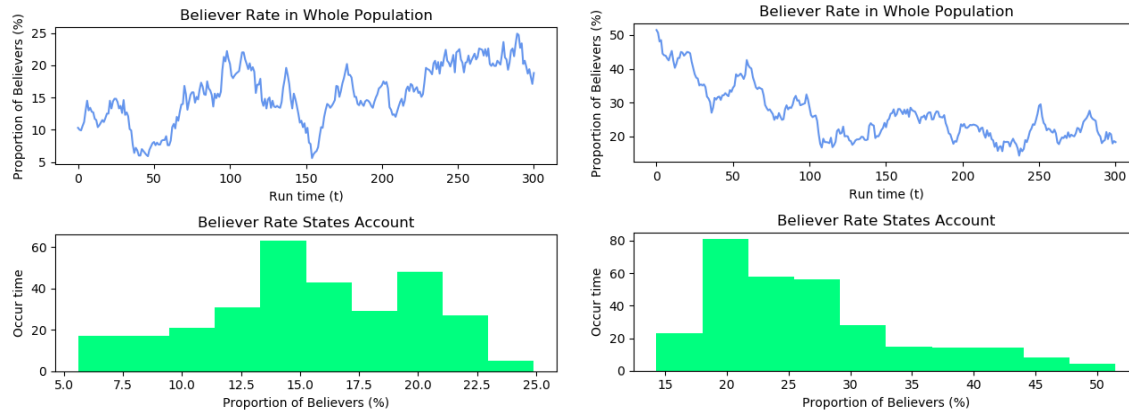 Believer Rate in Whole Population
Proportion of Believers (%)
25
20
15
10
5
0 50 100 150 200 250 300
Run time (t)
Believer Rate States Account
Occur time
60
40
20
0
5.0 7.5 10.0 12.5 15.0 17.5 20.0 22.5 25.0
Proportion of Believers (%)
Believer Rate in Whole Population
Proportion of Believers (%)
50
40
30
20
0 50 100 150 200 250 300
Run time (t)
Believer Rate States Account
Occur time
80
60
40
20
0
15 20 25 30 35 40 45 50
Proportion of Believers (%)